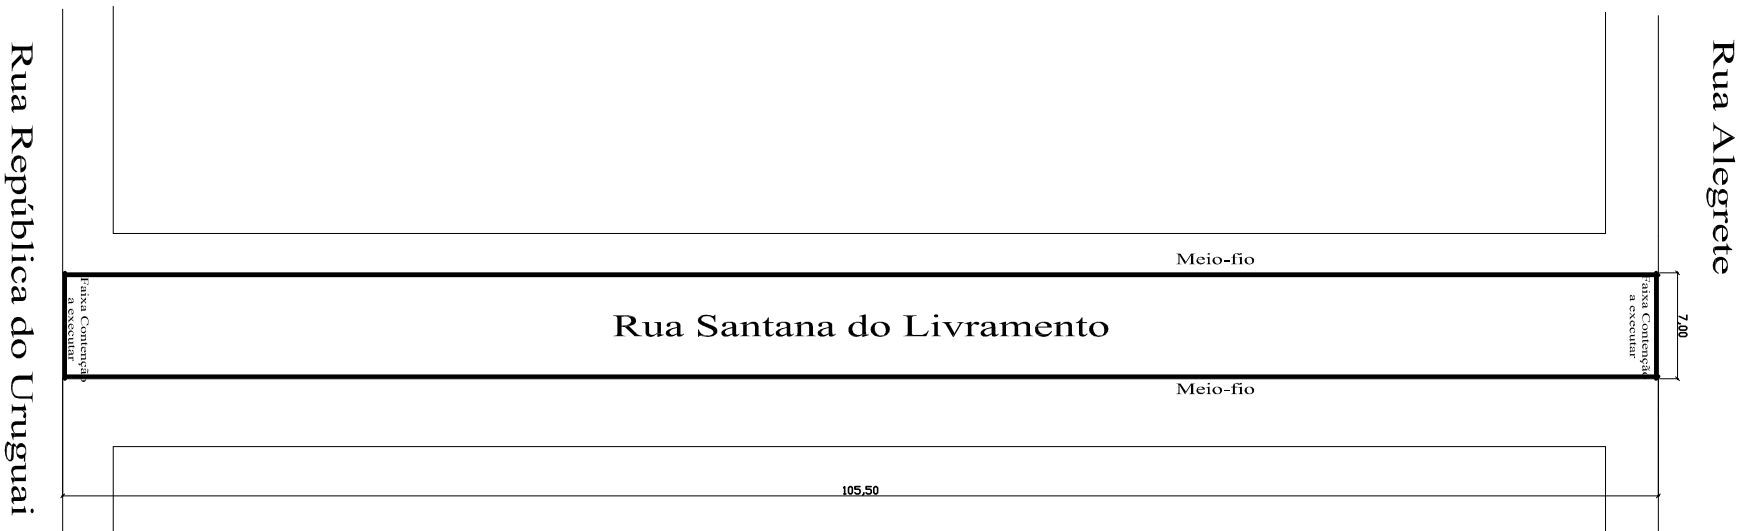 Rua República do Uruguai
Rua Alegrete
Meio-fio
Faixa Contenção
a executar
Rua Santana do Livramento
Faixa Contenção
a executar
7,00
Meio-fio
105,50